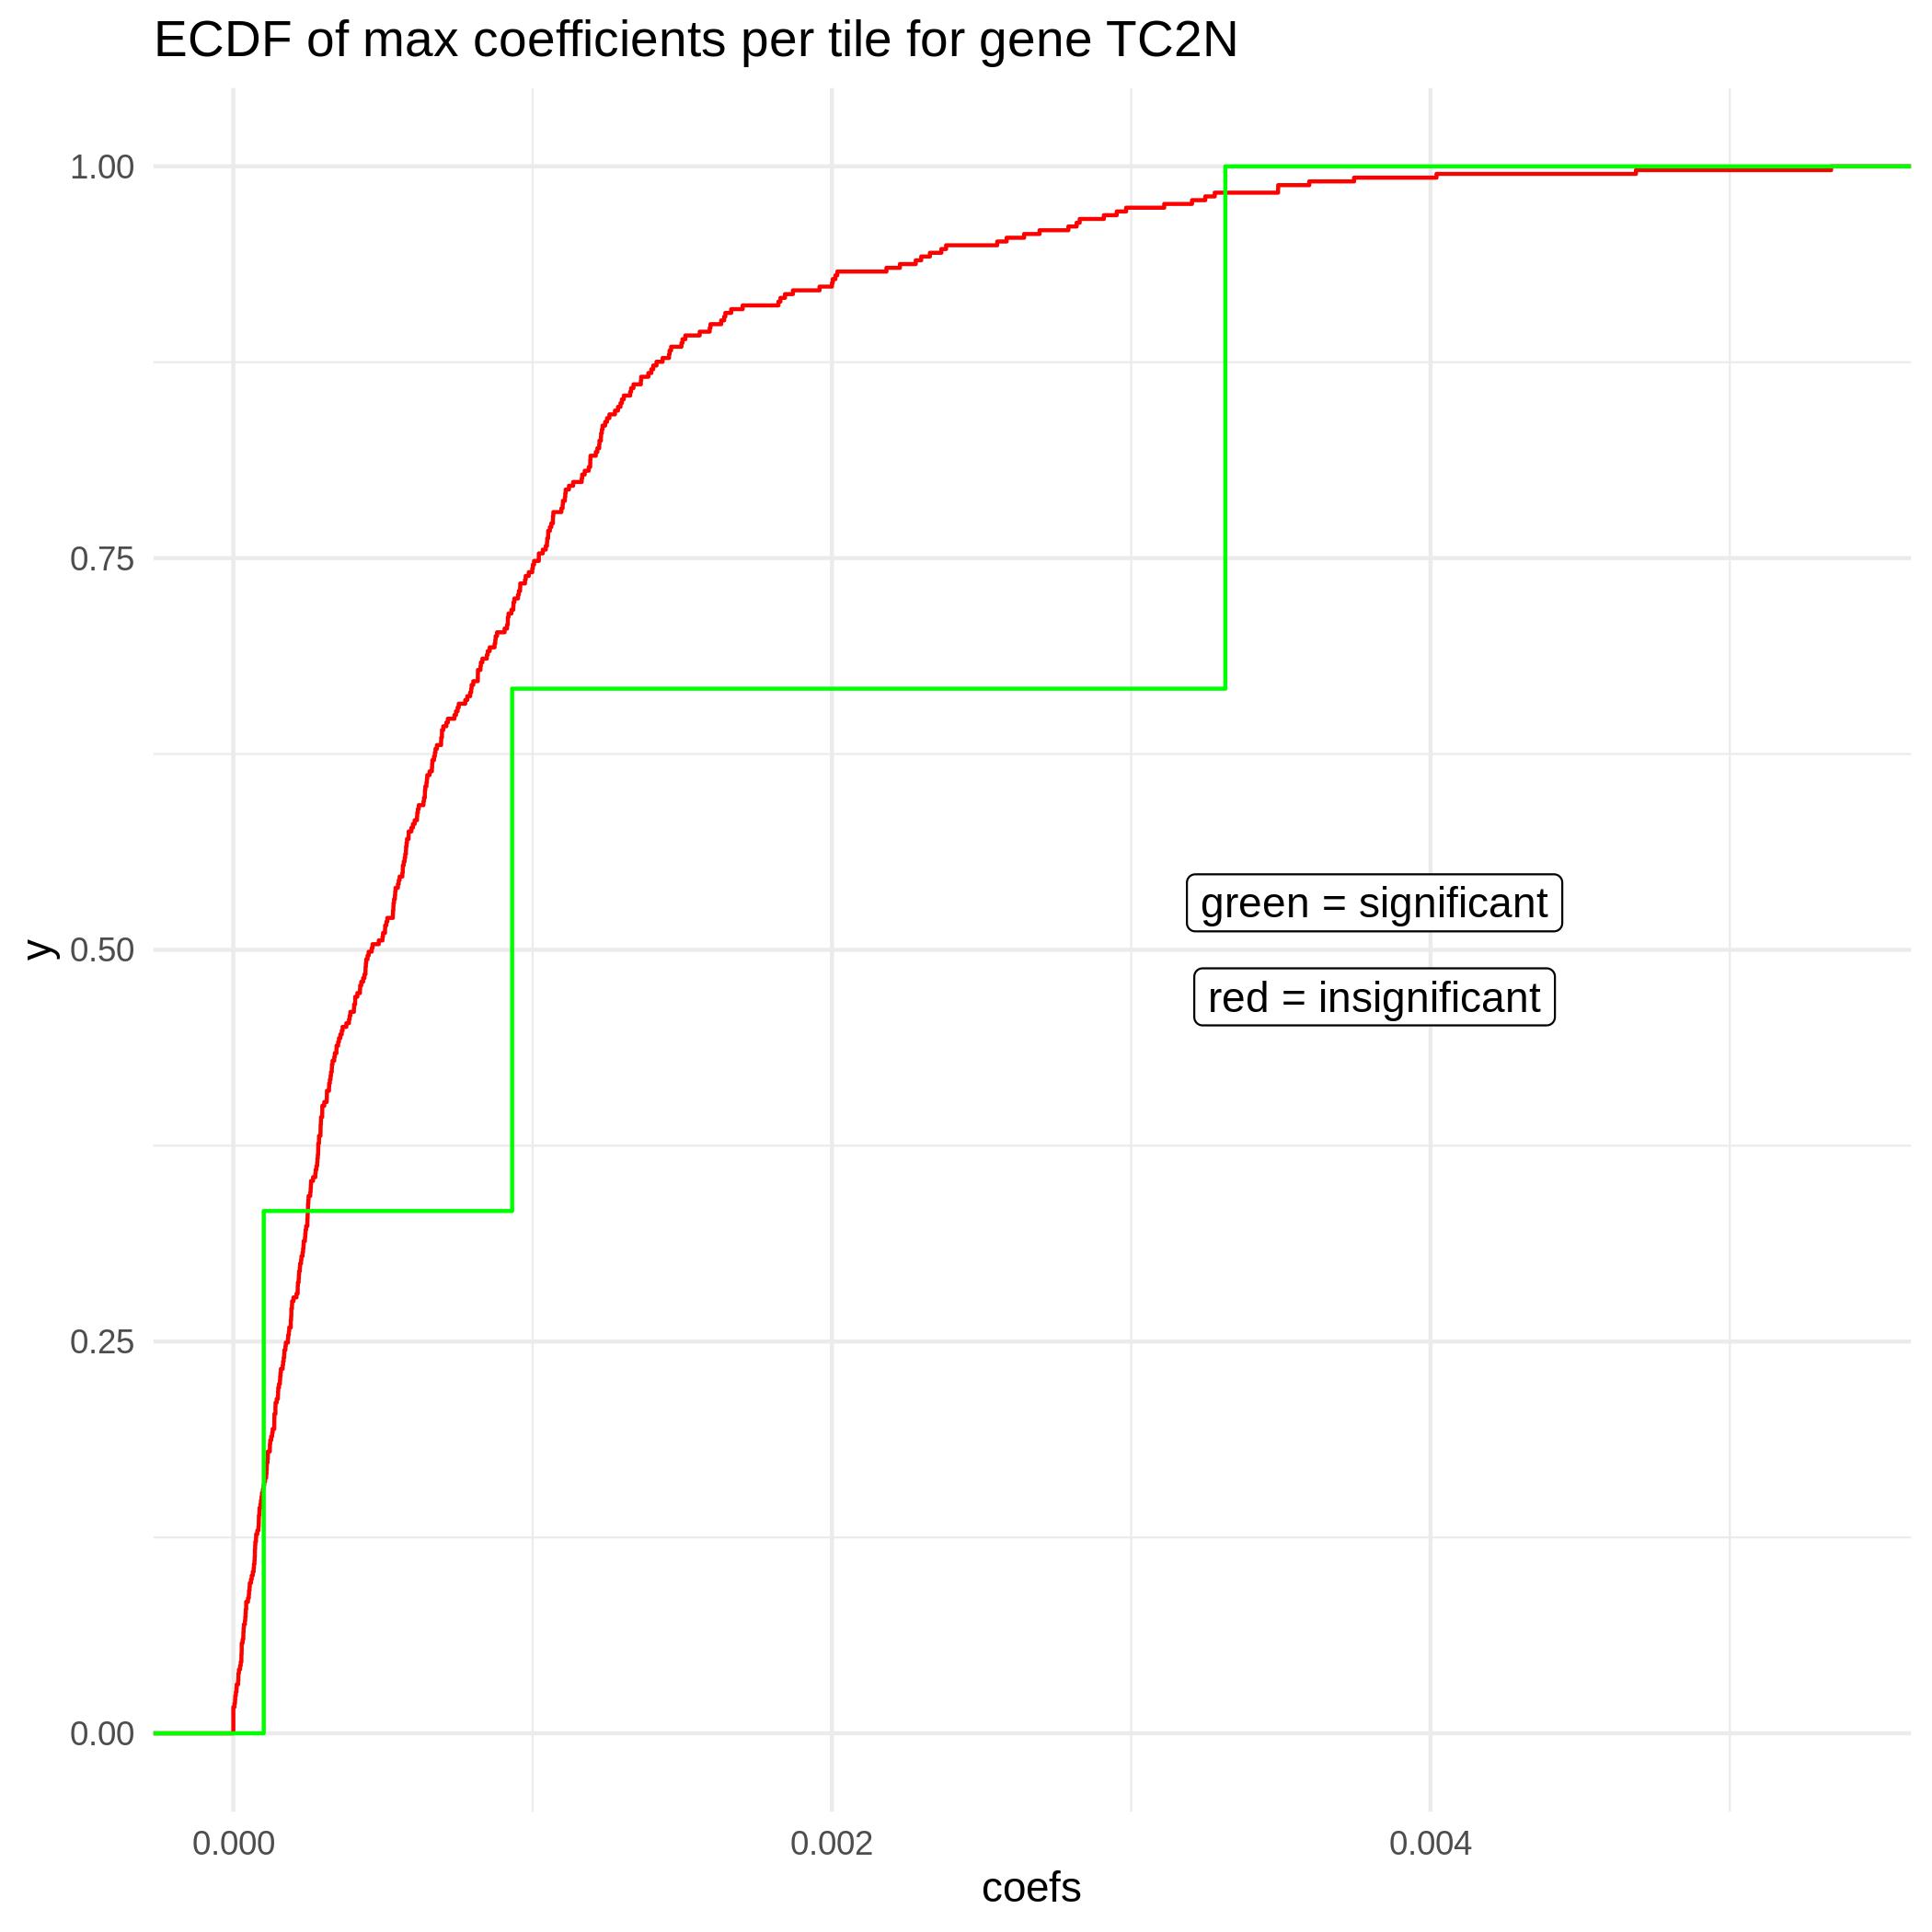 ECDF of max coefficients per tile for gene TC2N
1.00
0.75
0.50
0.25
0.00
y
green = significant
red = insignificant
0.000 0.002 0.004
coefs